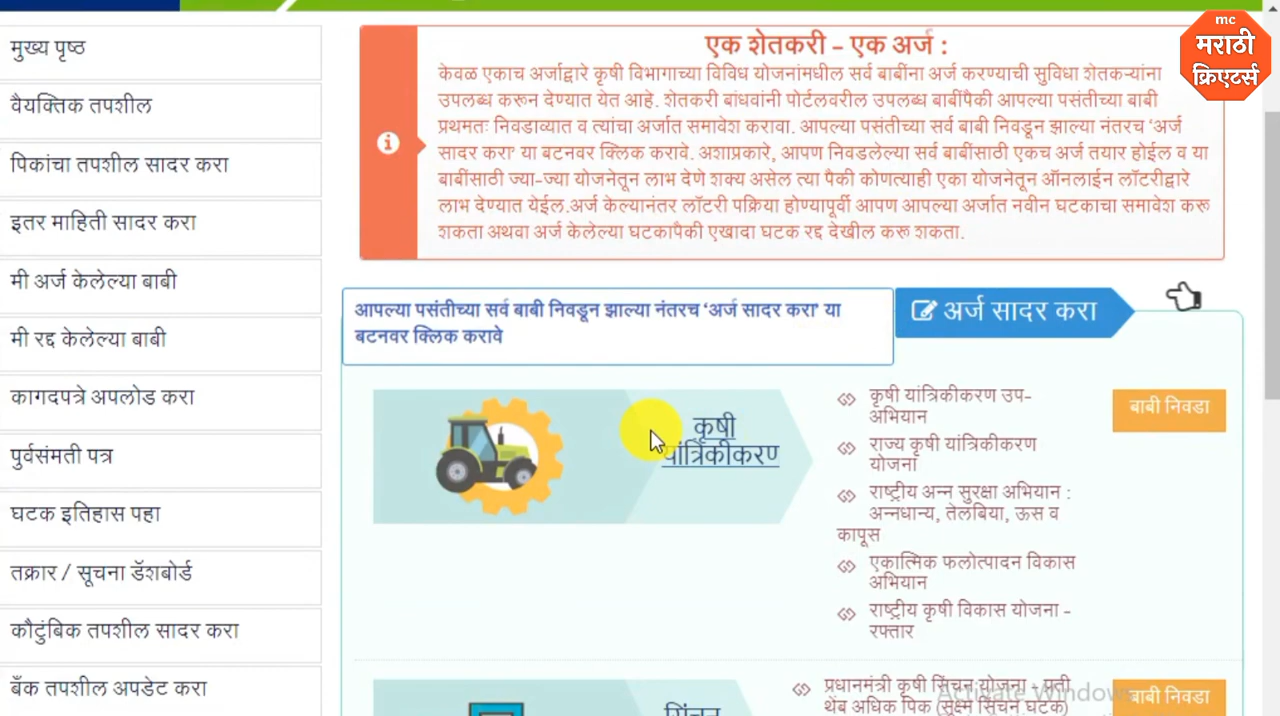 mc
मराठी
क्रिएटर्स
मुख्य पृष्ठ
वैयक्तिक तपशील
पिकांचा तपशील सादर करा
इतर माहिती सादर करा
मी अर्ज केलेल्या बाबी
मी रद्द केलेल्या बाबी
कागदपत्रे अपलोड करा
पुर्वसंमती पत्र
घटक इतिहास पहा
तक्रार / सूचना डॅशबोर्ड
कौटुंबिक तपशील सादर करा
बँक तपशील अपडेट करा
एक शेतकरी – एक अर्ज :
केवळ एकाच अर्जाद्वारे कृषी विभागाच्या विविध योजनांमधील सर्व बाबींना अर्ज करण्याची सुविधा शेतकऱ्यांना
उपलब्ध करून देण्यात येत आहे. शेतकरी बांधवांनी पोर्टलवरील उपलब्ध बाबींपैकी आपल्या पसंतीच्या बाबी
प्रथमतः निवडाव्यात व त्यांचा अर्जात समावेश करावा. आपल्या पसंतीच्या सर्व बाबी निवडून झाल्या नंतरच ‘अर्ज
सादर करा’ या बटनवर क्लिक करावे. अशाप्रकारे, आपण निवडलेल्या सर्व बाबींसाठी एकच अर्ज तयार होईल व या
बाबींसाठी ज्या-ज्या योजनेतून लाभ देणे शक्य असेल त्या पैकी कोणत्याही एका योजनेतून ऑनलाईन लॉटरीद्वारे
लाभ देण्यात येईल.अर्ज केल्यानंतर लॉटरी पक्रिया होण्यापूर्वी आपण आपल्या अर्जात नवीन घटकाचा समावेश करू
शकता अथवा अर्ज केलेल्या घटकापैकी एखादा घटक रद्द देखील करू शकता.
आपल्या पसंतीच्या सर्व बाबी निवडून झाल्या नंतरच ‘अर्ज सादर करा’ या
बटनवर क्लिक करावे
अर्ज सादर करा
कृषी
यांत्रिकीकरण
कृषी यांत्रिकीकरण उप-
अभियान
राज्य कृषी यांत्रिकीकरण
योजना
राष्ट्रीय अन्न सुरक्षा अभियान :
अन्नधान्य, तेलबिया, ऊस व
कापूस
एकात्मिक फलोत्पादन विकास
अभियान
राष्ट्रीय कृषी विकास योजना -
रफ्तार
बाबी निवडा
सिंचन
प्रधानमंत्री कृषी सिंचन योजना - प्रती
थेंब अधिक पिक (सुक्ष्म सिंचन घटक)
बाबी निवडा
Activate Windows